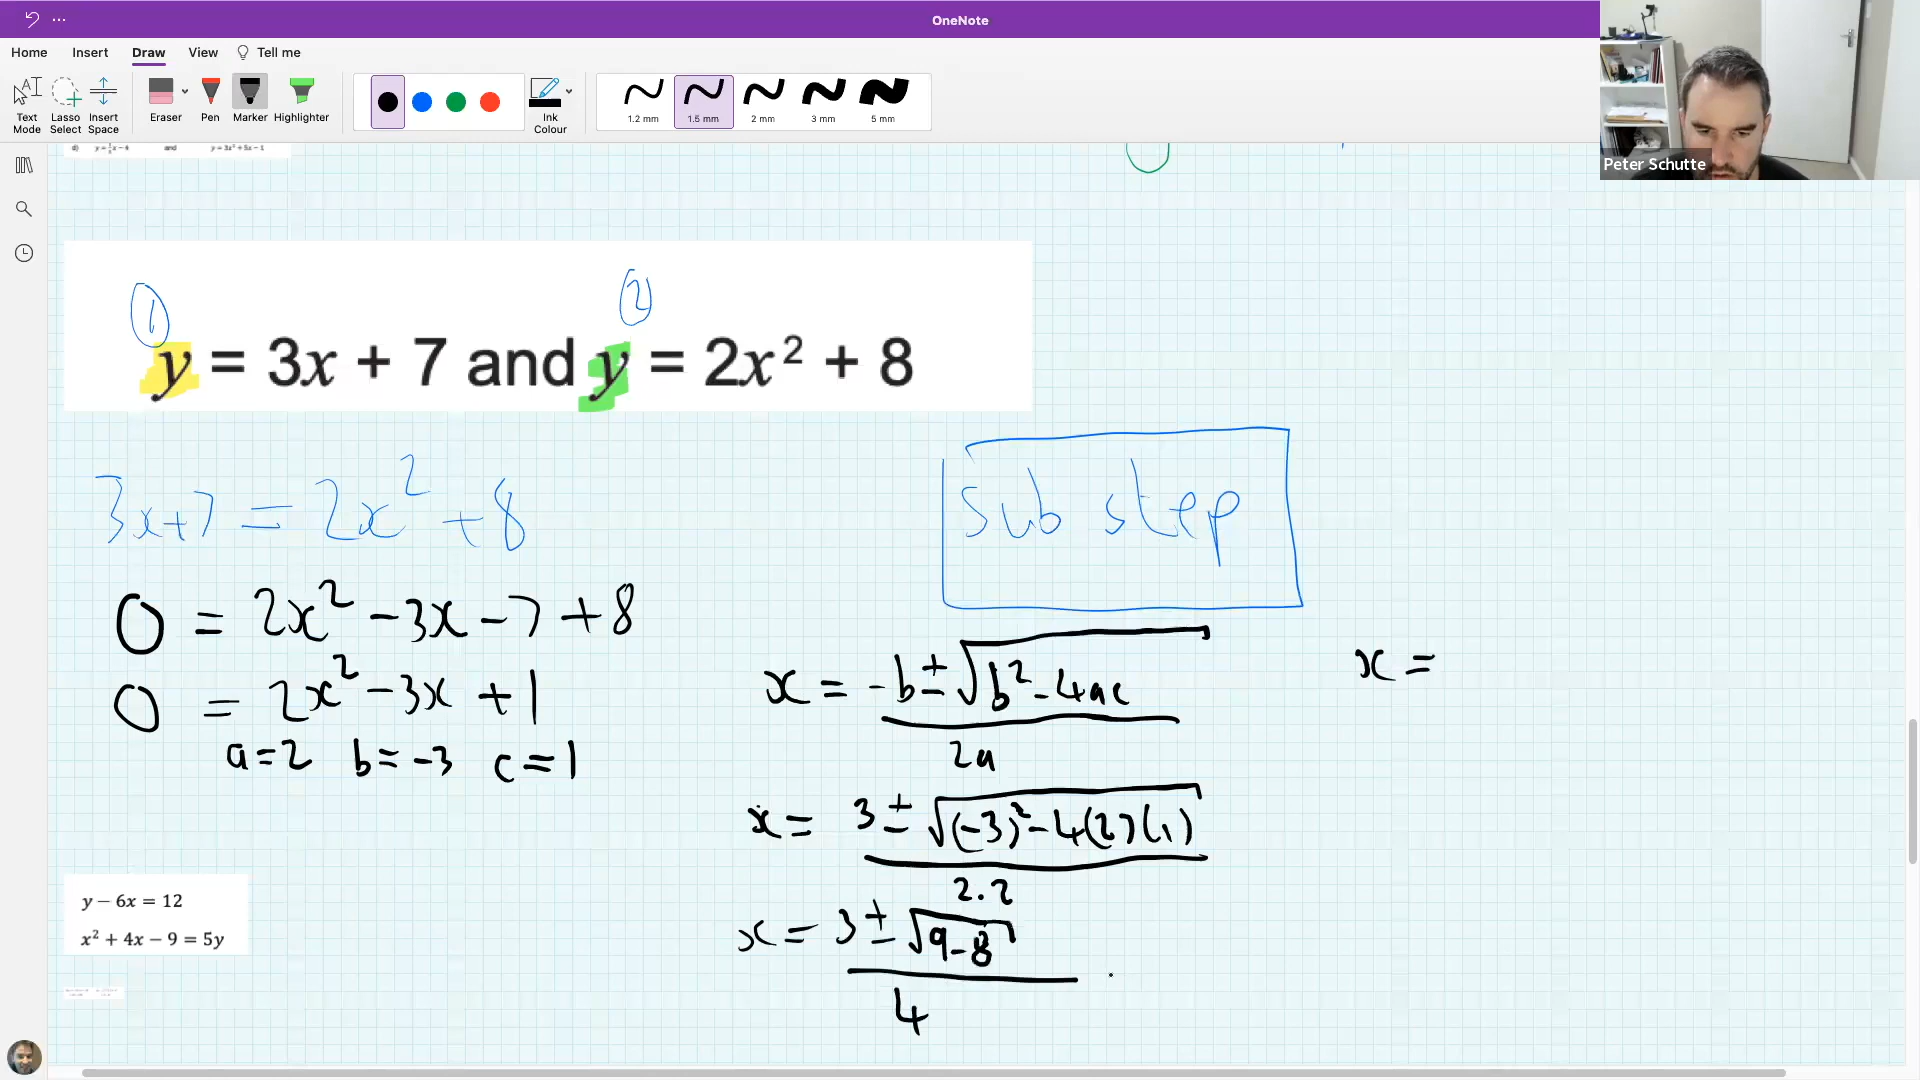 OneNote
Home Insert Draw View Tell me
Text Mode Lasso Select Insert Space Eraser Pen Marker Highlighter Ink Colour 1.2 mm 1.5 mm 2 mm 3 mm 5 mm
Peter Schutte
and
① ②
y = 3x + 7 and y = 2x² + 8
3x+7 = 2x² + 8
sub step
0 = 2x² - 3x - 7 + 8
0 = 2x² - 3x + 1
a = 2 b = -3 c = 1
x = -b ± √(b² - 4ac)
2a
x = 3 ± √((-3)² - 4(2)(1))
2.2
x = 3 ± √(9-8)
4
x =
y − 6x = 12
x² + 4x − 9 = 5y